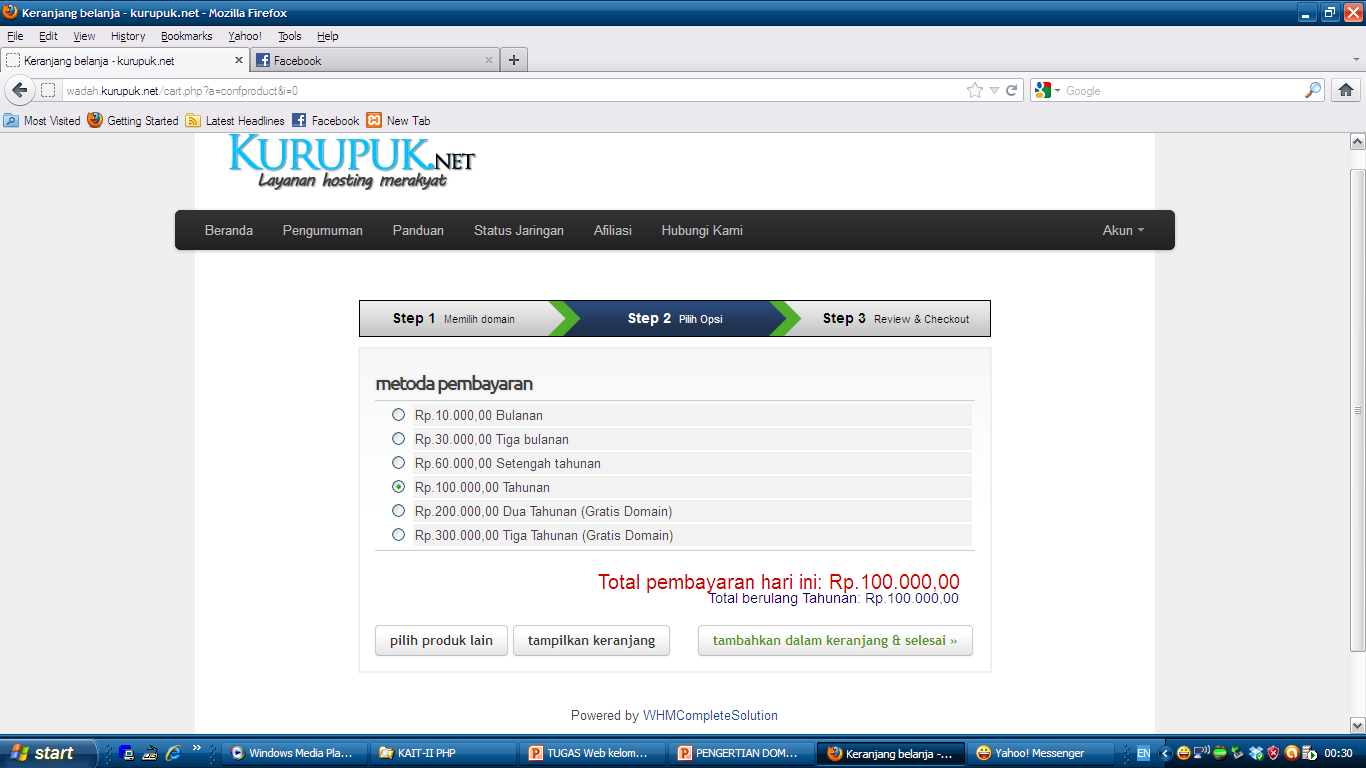 Keranjang belanja - kurupuk.net - Mozilla Firefox
File Edit View History Bookmarks Yahoo! Tools Help
Keranjang belanja - kurupuk.net
Facebook
wadah.kurupuk.net/cart.php?a=confproduct&i=0
Google
Most Visited Getting Started Latest Headlines Facebook New Tab
KURUPUK.NET
Layanan hosting merakyat
Beranda Pengumuman Panduan Status Jaringan Afiliasi Hubungi Kami Akun
Step 1 Memilih domain
Step 2 Pilih Opsi
Step 3 Review & Checkout
metoda pembayaran
Rp.10.000,00 Bulanan
Rp.30.000,00 Tiga bulanan
Rp.60.000,00 Setengah tahunan
Rp.100.000,00 Tahunan
Rp.200.000,00 Dua Tahunan (Gratis Domain)
Rp.300.000,00 Tiga Tahunan (Gratis Domain)
Total pembayaran hari ini: Rp.100.000,00
Total berulang Tahunan: Rp.100.000,00
pilih produk lain
tampilkan keranjang
tambahkan dalam keranjang & selesai »
Powered by WHMCompleteSolution
start
Windows Media Pla...
KAIT-II PHP
TUGAS Web kelom...
PENGERTIAN DOM...
Keranjang belanja -...
Yahoo! Messenger
EN
00:30